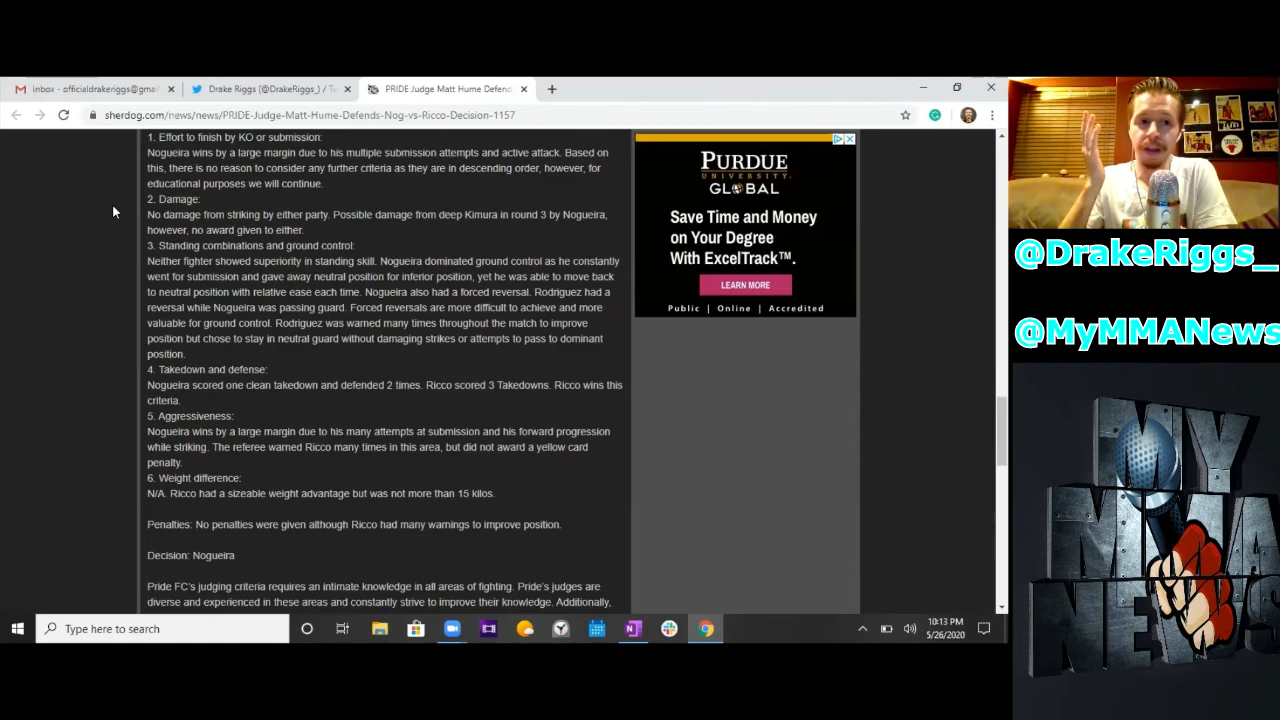 Inbox - officialdrakeriggs@gmai
Drake Riggs (@DrakeRiggs_) / T
PRIDE Judge Matt Hume Defend
sherdog.com/news/news/PRIDE-Judge-Matt-Hume-Defends-Nog-vs-Ricco-Decision-1157
1. Effort to finish by KO or submission:
Nogueira wins by a large margin due to his multiple submission attempts and active attack. Based on
this, there is no reason to consider any further criteria as they are in descending order, however, for
educational purposes we will continue.
2. Damage:
No damage from striking by either party. Possible damage from deep Kimura in round 3 by Nogueira,
however, no award given to either.
3. Standing combinations and ground control:
Neither fighter showed superiority in standing skill. Nogueira dominated ground control as he constantly
went for submission and gave away neutral position for inferior position, yet he was able to move back
to neutral position with relative ease each time. Nogueira also had a forced reversal. Rodriguez had a
reversal while Nogueira was passing guard. Forced reversals are more difficult to achieve and more
valuable for ground control. Rodriguez was warned many times throughout the match to improve
position but chose to stay in neutral guard without damaging strikes or attempts to pass to dominant
position.
4. Takedown and defense:
Nogueira scored one clean takedown and defended 2 times. Ricco scored 3 Takedowns. Ricco wins this
criteria.
5. Aggressiveness:
Nogueira wins by a large margin due to his many attempts at submission and his forward progression
while striking. The referee warned Ricco many times in this area, but did not award a yellow card
penalty.
6. Weight difference:
N/A. Ricco had a sizeable weight advantage but was not more than 15 kilos.
Penalties: No penalties were given although Ricco had many warnings to improve position.
Decision: Nogueira
Pride FC's judging criteria requires an intimate knowledge in all areas of fighting. Pride's judges are
diverse and experienced in these areas and constantly strive to improve their knowledge. Additionally,
PURDUE
UNIVERSITY
GLOBAL
Save Time and Money
on Your Degree
With ExcelTrack™.
LEARN MORE
Public | Online | Accredited
@DrakeRiggs_
@MyMMANews
MY
MMA
NEWS
Type here to search
10:13 PM
5/26/2020